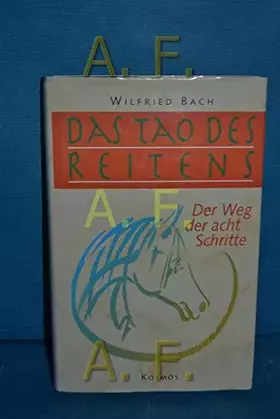 A. F.
WILFRIED BACH
DAS TAO DES
REITENS
A. F.
Der Weg
der acht
Schritte
A. F.
KOSMOS